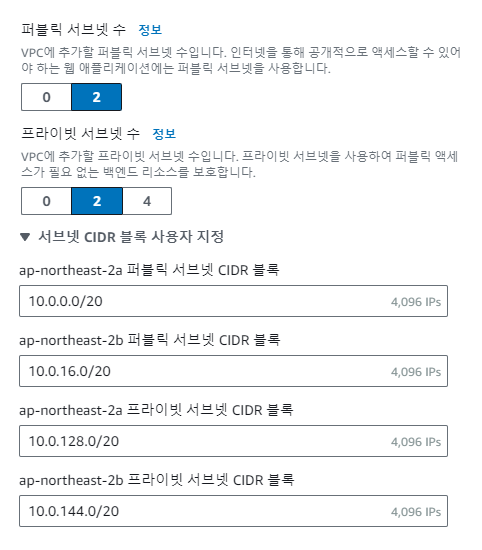 퍼블릭 서브넷 수 정보
VPC에 추가할 퍼블릭 서브넷 수입니다. 인터넷을 통해 공개적으로 액세스할 수 있어
야 하는 웹 애플리케이션에는 퍼블릭 서브넷을 사용합니다.
0 2
프라이빗 서브넷 수 정보
VPC에 추가할 프라이빗 서브넷 수입니다. 프라이빗 서브넷을 사용하여 퍼블릭 액세
스가 필요 없는 백엔드 리소스를 보호합니다.
0 2 4
▼ 서브넷 CIDR 블록 사용자 지정
ap-northeast-2a 퍼블릭 서브넷 CIDR 블록
10.0.0.0/20 4,096 IPs
ap-northeast-2b 퍼블릭 서브넷 CIDR 블록
10.0.16.0/20 4,096 IPs
ap-northeast-2a 프라이빗 서브넷 CIDR 블록
10.0.128.0/20 4,096 IPs
ap-northeast-2b 프라이빗 서브넷 CIDR 블록
10.0.144.0/20 4,096 IPs